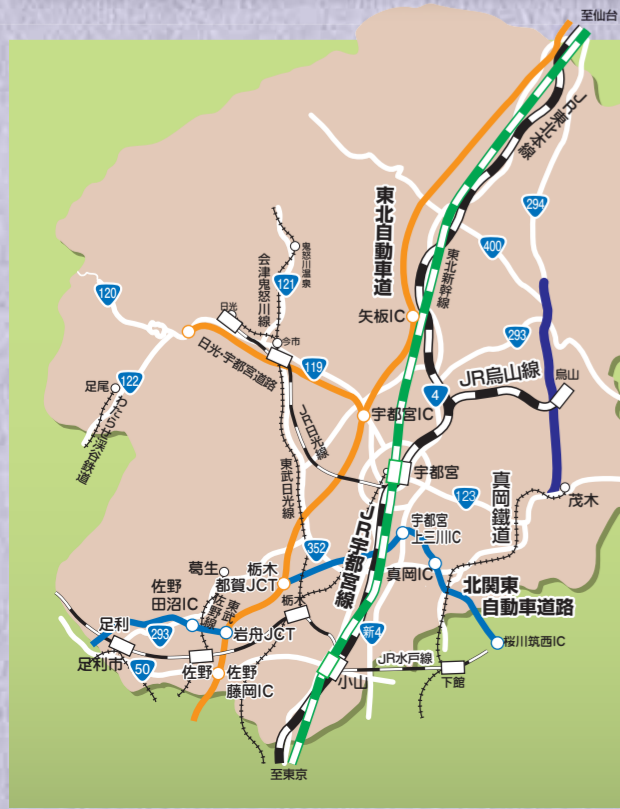 至仙台
JR東北本線
東北自動車道
東北新幹線
294
400
293
120
121
鬼怒川温泉
会津鬼怒川線
日光
今市
日光・宇都宮道路
119
矢板IC
122
足尾
わたらせ渓谷鉄道
4
JR烏山線
烏山
宇都宮IC
JR日光線
東武日光線
宇都宮
123
茂木
真岡鐵道
352
JR宇都宮線
宇都宮
上三川IC
真岡IC
北関東
自動車道路
葛生
栃木
都賀JCT
栃木
佐野
田沼IC
東武
佐野線
岩舟JCT
足利
293
足利市
50
佐野
佐野
藤岡IC
新4
小山
JR水戸線
下館
桜川筑西IC
至東京